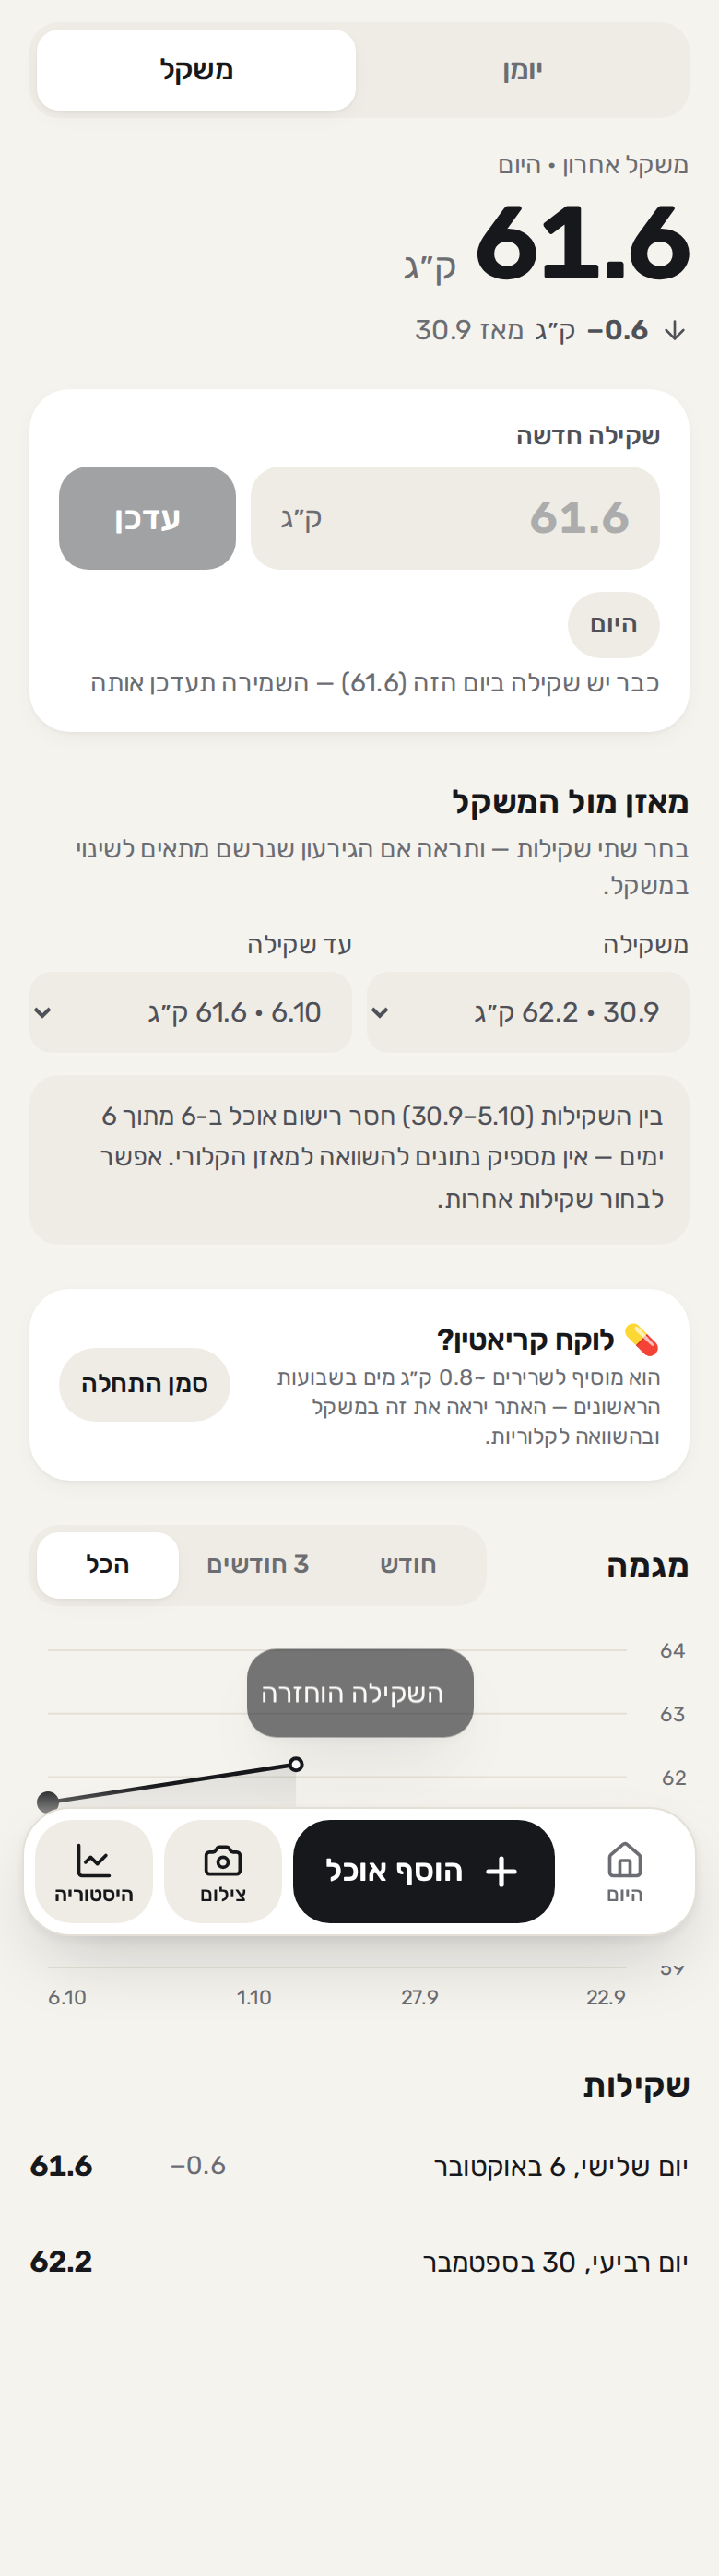 יומן
משקל
משקל אחרון • היום
61.6 ק״ג
↓ −0.6 ק״ג מאז 30.9
שקילה חדשה
61.6 ק״ג
עדכן
היום
כבר יש שקילה ביום הזה (61.6) — השמירה תעדכן אותה
מאזן מול המשקל
בחר שתי שקילות — ותראה אם הגירעון שנרשם מתאים לשינוי
במשקל.
משקילה
עד שקילה
30.9 • 62.2 ק״ג
6.10 • 61.6 ק״ג
בין השקילות (30.9–5.10) חסר רישום אוכל ב-6 מתוך 6
ימים — אין מספיק נתונים להשוואה למאזן הקלורי. אפשר
לבחור שקילות אחרות.
💊 לוקח קריאטין?
הוא מוסיף לשרירים ~0.8 ק״ג מים בשבועות
הראשונים — האתר יראה את זה במשקל
ובהשוואה לקלוריות.
סמן התחלה
מגמה
חודש
3 חודשים
הכל
64
השקילה הוחזרה
63
62
היום
הוסף אוכל
צילום
היסטוריה
59
22.9
27.9
1.10
6.10
שקילות
יום שלישי, 6 באוקטובר
−0.6
61.6
יום רביעי, 30 בספטמבר
62.2